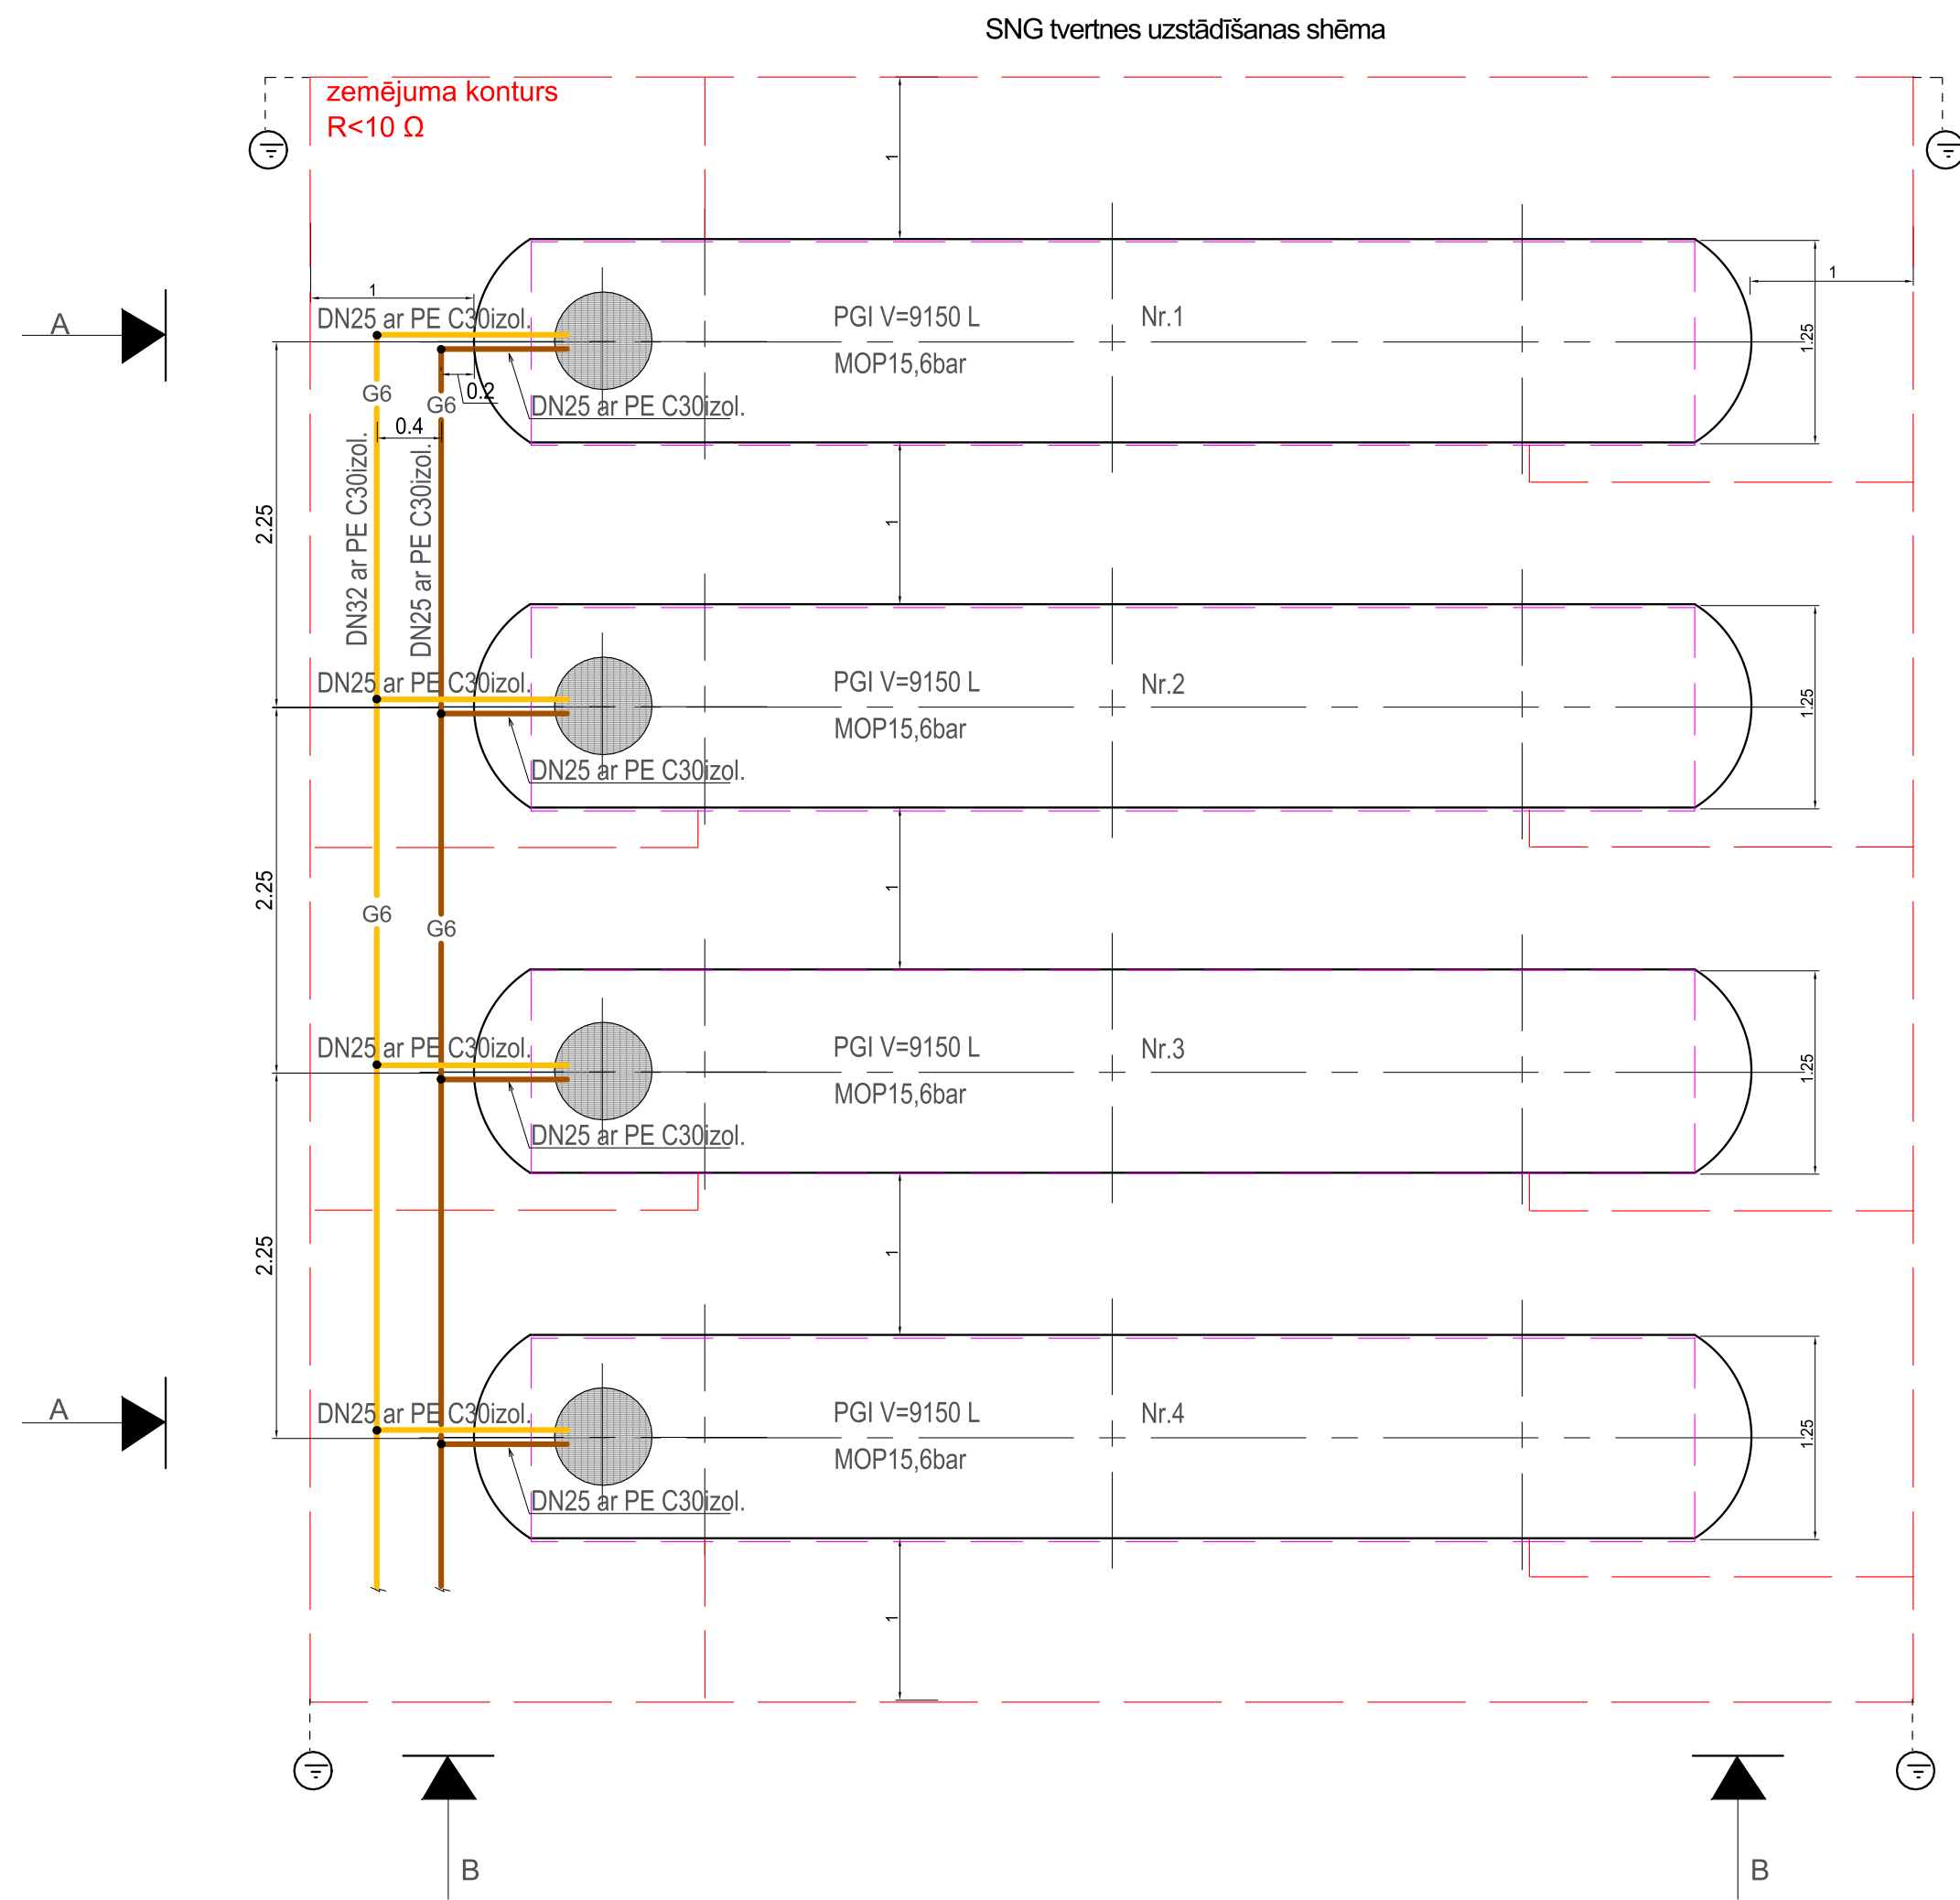 SNG tvertnes uzstādīšanas shēma
zemējuma konturs
R<10 Ω
1
1
1
A
DN25 ar PE C30izol.
PGI V=9150 L
Nr.1
MOP15,6bar
1.25
G6
G6
0.2
DN25 ar PE C30izol.
0.4
2.25
DN32 ar PE C30izol.
DN25 ar PE C30izol.
1
DN25 ar PE C30izol.
PGI V=9150 L
Nr.2
MOP15,6bar
1.25
DN25 ar PE C30izol.
2.25
G6
G6
1
DN25 ar PE C30izol.
PGI V=9150 L
Nr.3
MOP15,6bar
1.25
DN25 ar PE C30izol.
2.25
1
A
DN25 ar PE C30izol.
PGI V=9150 L
Nr.4
MOP15,6bar
1.25
DN25 ar PE C30izol.
1
B
B